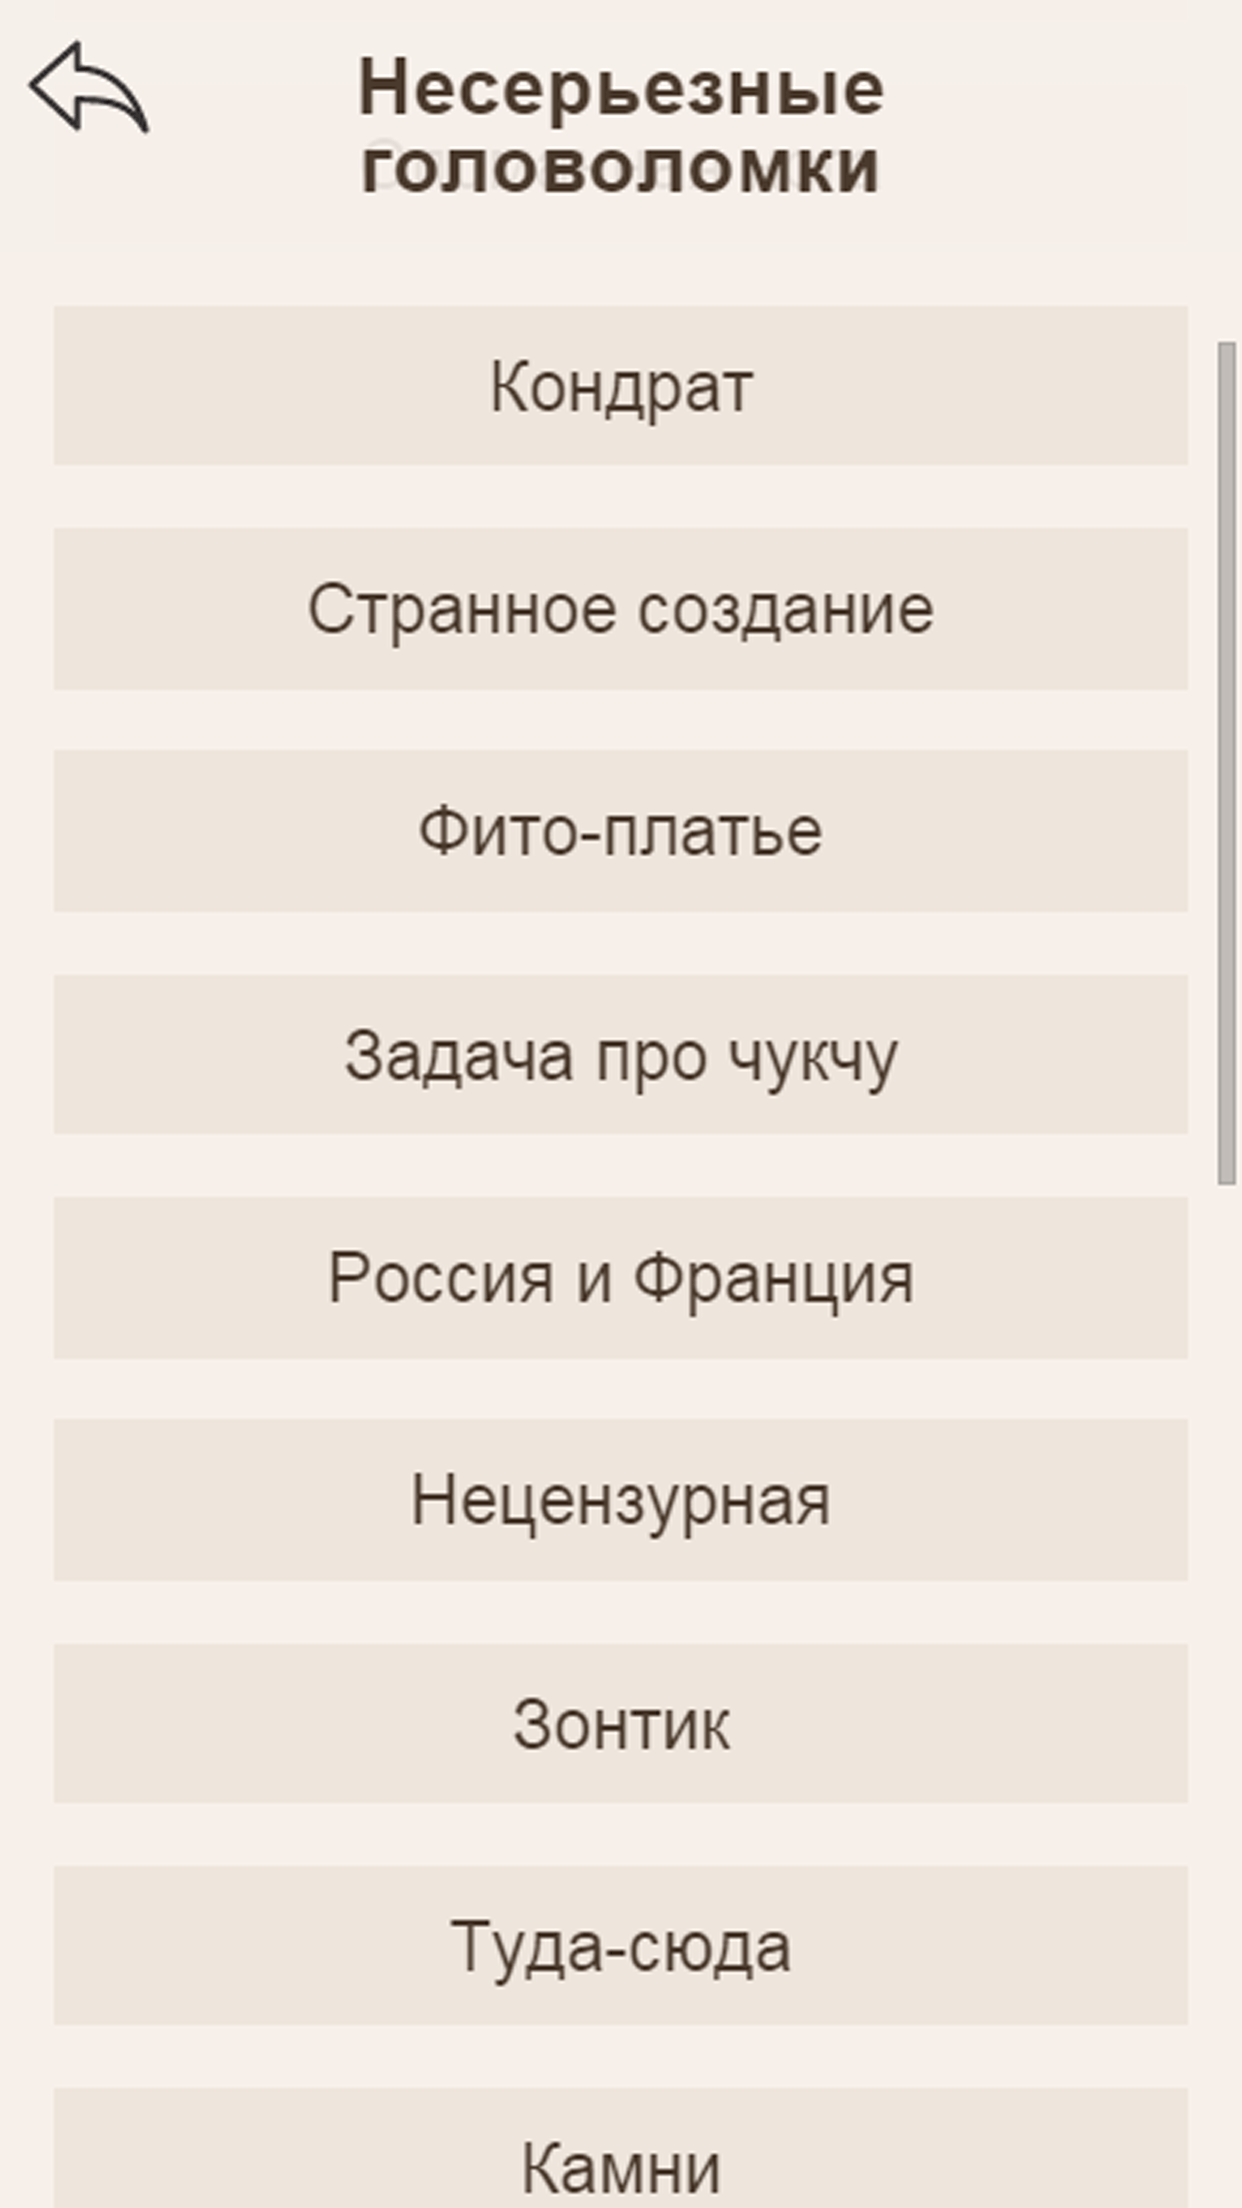 Несерьезные
головоломки
Кондрат
Странное создание
Фито-платье
Задача про чукчу
Россия и Франция
Нецензурная
Зонтик
Туда-сюда
Камни